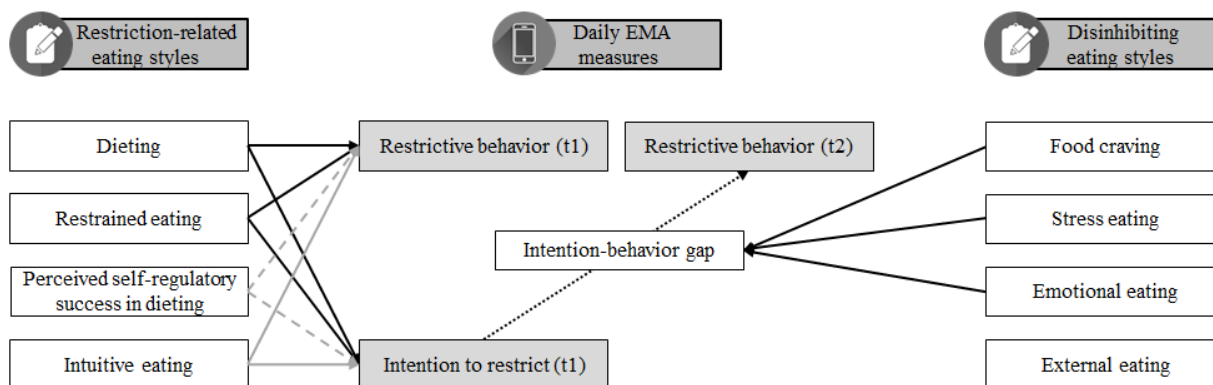 Restriction-related
eating styles
Daily EMA
measures
Disinhibiting
eating styles
Dieting
Restrictive behavior (t1)
Restrictive behavior (t2)
Food craving
Restrained eating
Stress eating
Intention-behavior gap
Perceived self-regulatory
success in dieting
Emotional eating
Intuitive eating
Intention to restrict (t1)
External eating